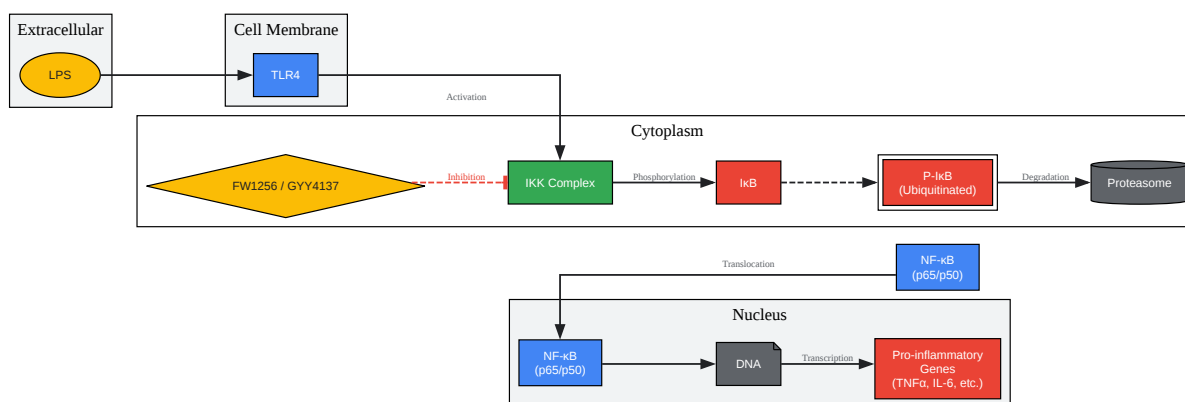 Extracellular
LPS
Cell Membrane
TLR4
Activation
Cytoplasm
FW1256 / GYY4137
Inhibition
IKK Complex
Phosphorylation
IκB
P-IκB
(Ubiquitinated)
Degradation
Proteasome
Translocation
NF-κB
(p65/p50)
Nucleus
NF-κB
(p65/p50)
DNA
Transcription
Pro-inflammatory
Genes
(TNFα, IL-6, etc.)